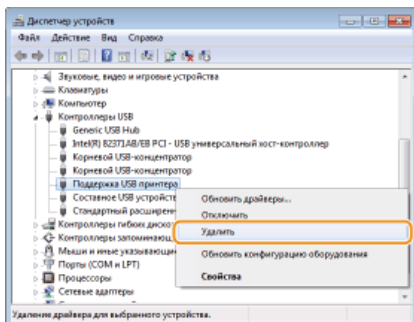 Диспетчер устройств
Файл Действие Вид Справка
Звуковые, видео и игровые устройства
Клавиатуры
Компьютер
Контроллеры USB
Generic USB Hub
Intel(R) 82371AB/EB PCI - USB универсальный хост-контроллер
Корневой USB-концентратор
Корневой USB-концентратор
Поддержка USB принтера
Составное USB устройств
Стандартный расширен
Контроллеры гибких диско
Контроллеры запоминающ
Мыши и иные указывающи
Порты (COM и LPT)
Процессоры
Сетевые адаптеры
Обновить драйверы...
Отключить
Удалить
Обновить конфигурацию оборудования
Свойства
Удаление драйвера для выбранного устройства.